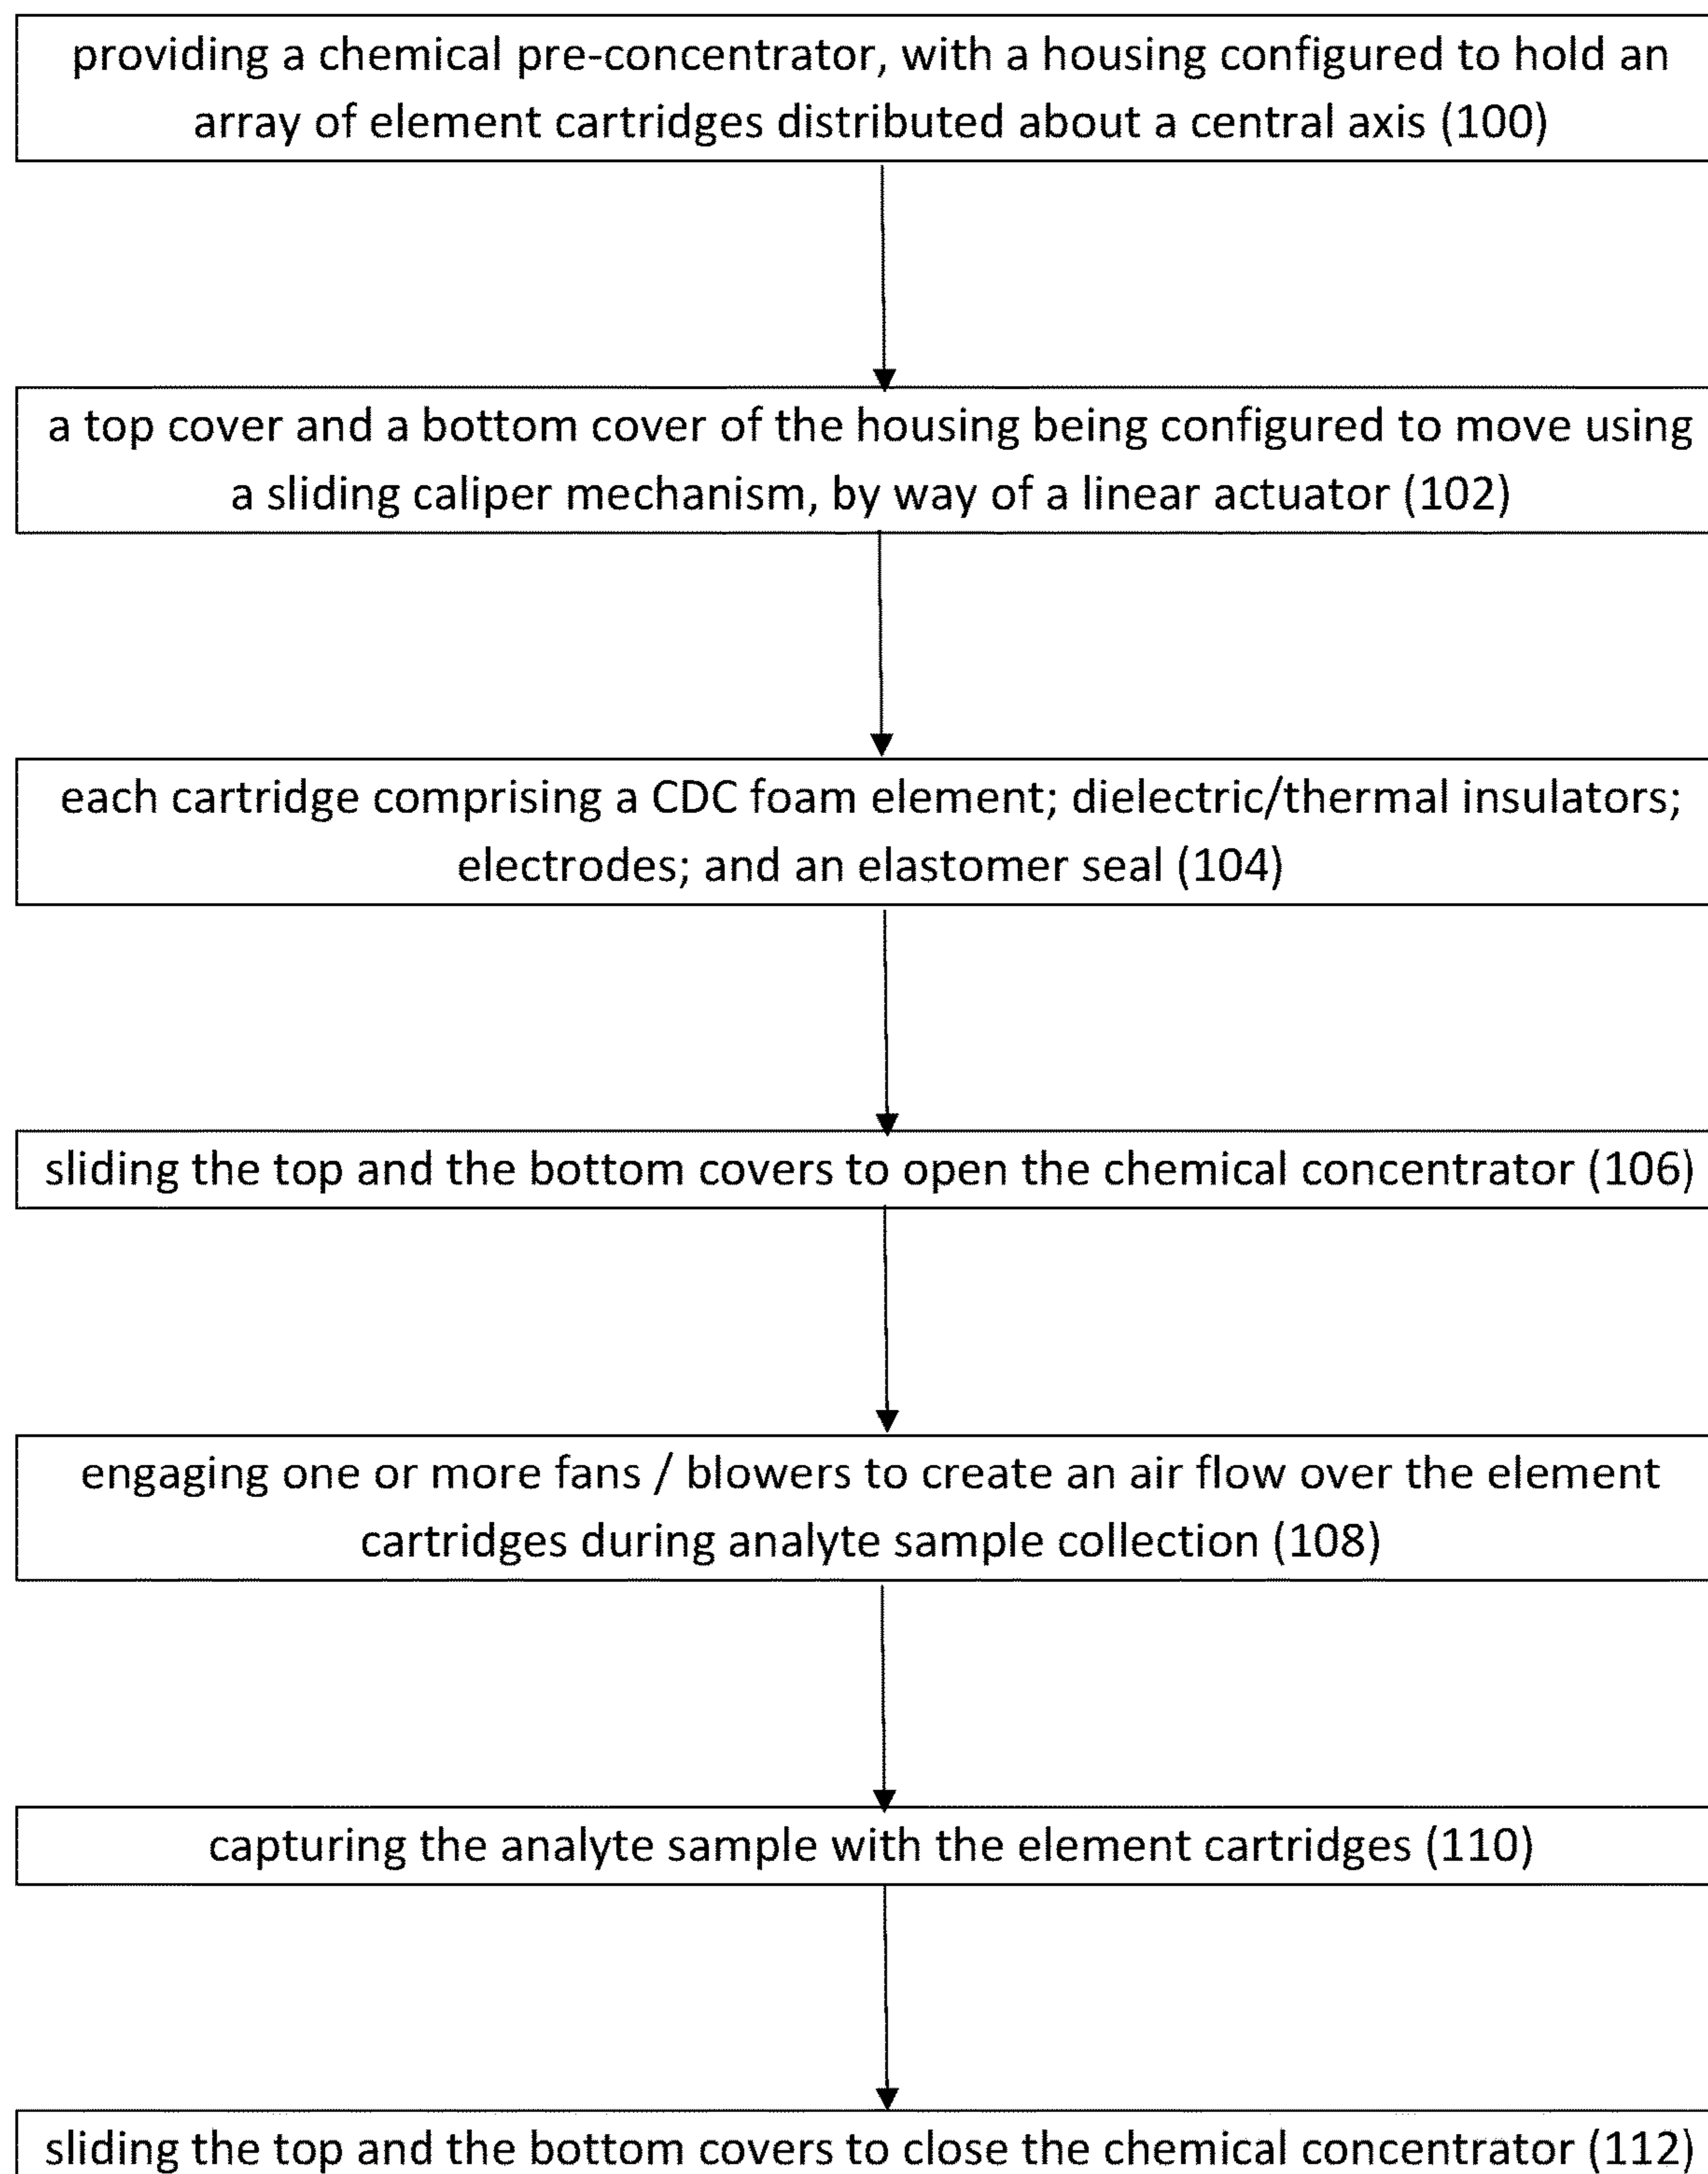 providing a chemical pre-concentrator, with a housing configured to hold an
array of element cartridges distributed about a central axis (100)
a top cover and a bottom cover of the housing being configured to move using
a sliding caliper mechanism, by way of a linear actuator (102)
each cartridge comprising a CDC foam element; dielectric/thermal insulators;
electrodes; and an elastomer seal (104)
sliding the top and the bottom covers to open the chemical concentrator (106)
engaging one or more fans / blowers to create an air flow over the element
cartridges during analyte sample collection (108)
capturing the analyte sample with the element cartridges (110)
sliding the top and the bottom covers to close the chemical concentrator (112)